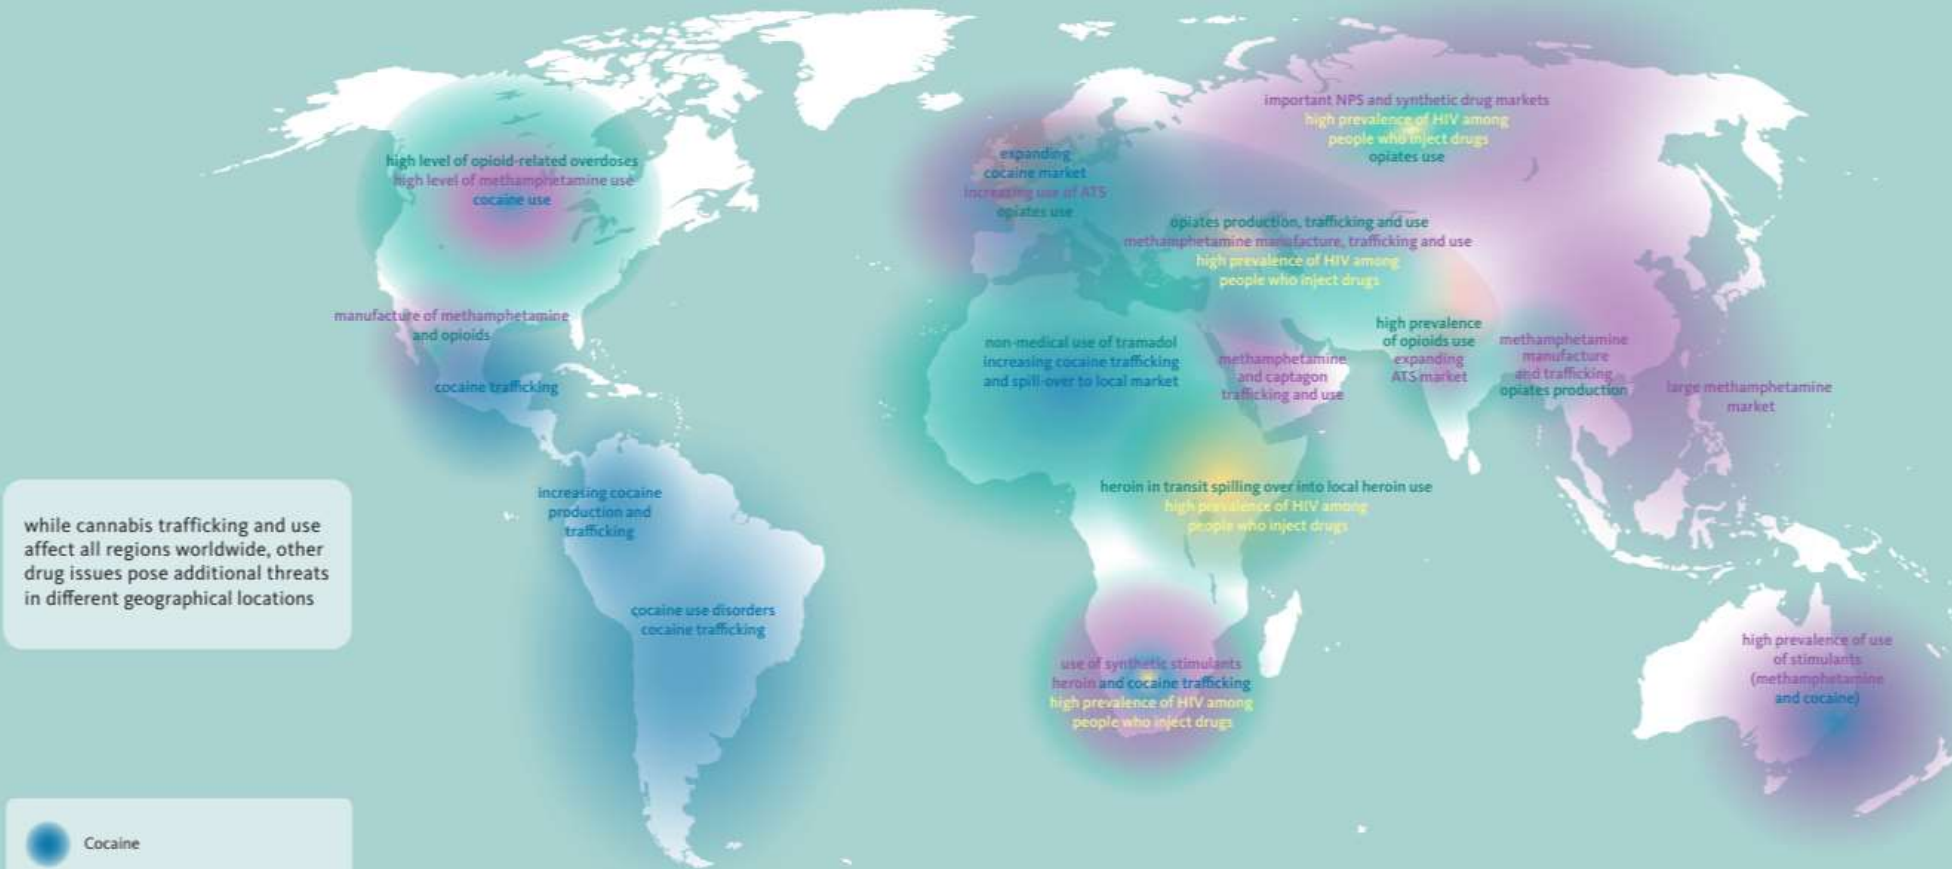 important NPS and synthetic drug markets
high prevalence of HIV among
people who inject drugs
opiates use
high level of opioid-related overdoses
high level of methamphetamine use
cocaine use
expanding
cocaine market
increasing use of ATS
opiates use
opiates production, trafficking and use
methamphetamine manufacture, trafficking and use
high prevalence of HIV among
people who inject drugs
manufacture of methamphetamine
and opioids
cocaine trafficking
non-medical use of tramadol
increasing cocaine trafficking
and spill-over to local market
methamphetamine
and captagon
trafficking and use
high prevalence
of opioids use
expanding
ATS market
methamphetamine
manufacture
and trafficking
opiates production
large methamphetamine
market
increasing cocaine
production and
trafficking
heroin in transit spilling over into local heroin use
high prevalence of HIV among
people who inject drugs
while cannabis trafficking and use
affect all regions worldwide, other
drug issues pose additional threats
in different geographical locations
cocaine use disorders
cocaine trafficking
use of synthetic stimulants
heroin and cocaine trafficking
high prevalence of HIV among
people who inject drugs
high prevalence of use
of stimulants
(methamphetamine
and cocaine)
Cocaine